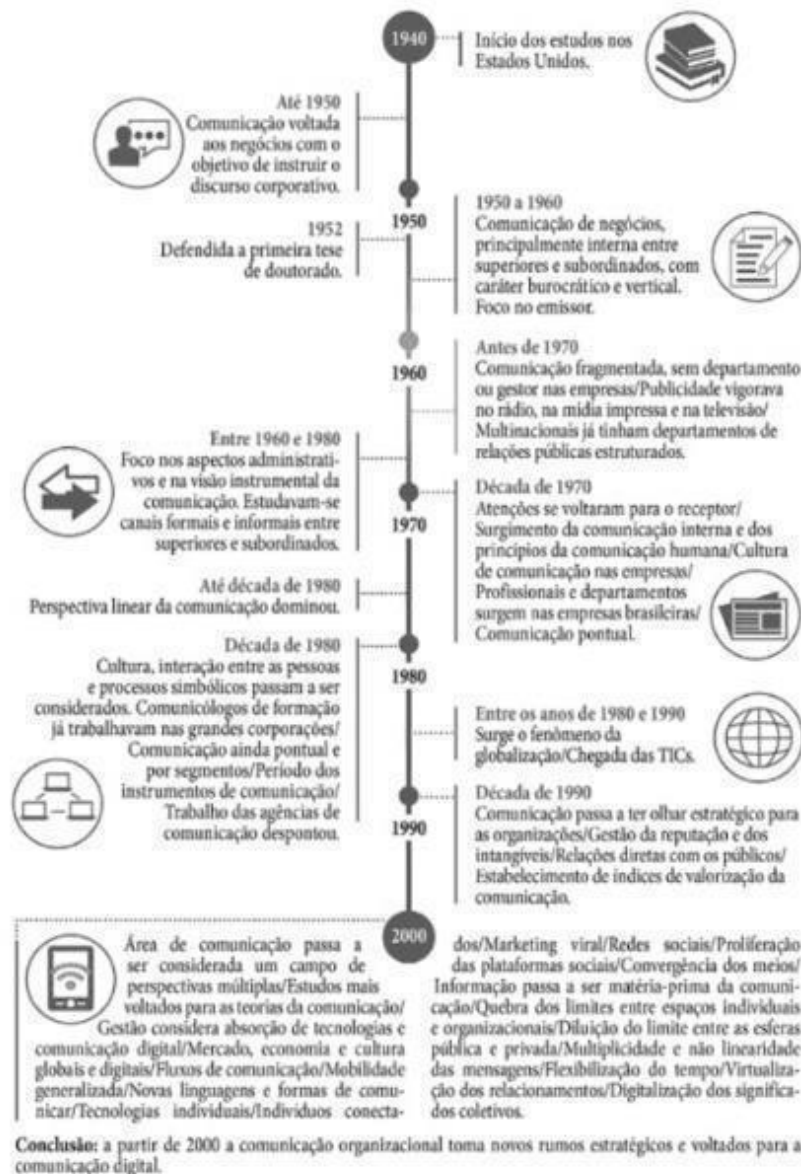 1940
Início dos estudos nos
Estados Unidos.
Até 1950
Comunicação voltada
aos negócios com o
objetivo de instruir o
discurso corporativo.
1950
1950 a 1960
Comunicação de negócios,
principalmente interna entre
superiores e subordinados, com
caráter burocrático e vertical.
Foco no emissor.
1952
Defendida a primeira tese
de doutorado.
1960
Antes de 1970
Comunicação fragmentada, sem departamento
ou gestor nas empresas/Publicidade vigorava
no rádio, na mídia impressa e na televisão/
Multinacionais já tinham departamentos de
relações públicas estruturados.
Entre 1960 e 1980
Foco nos aspectos administrati-
vos e na visão instrumental da
comunicação. Estudavam-se
canais formais e informais entre
superiores e subordinados.
1970
Década de 1970
Atenções se voltaram para o receptor/
Surgimento da comunicação interna e dos
princípios da comunicação humana/Cultura
de comunicação nas empresas/
Profissionais e departamentos
surgem nas empresas brasileiras/
Comunicação pontual.
Até década de 1980
Perspectiva linear da comunicação dominou.
Década de 1980
Cultura, interação entre as pessoas
e processos simbólicos passam a ser
considerados. Comunicólogos de formação
já trabalhavam nas grandes corporações/
Comunicação ainda pontual e
por segmentos/Período dos
instrumentos de comunicação/
Trabalho das agências de
comunicação despontou.
1980
Entre os anos de 1980 e 1990
Surge o fenômeno da
globalização/Chegada das TICs.
1990
Década de 1990
Comunicação passa a ter olhar estratégico para
as organizações/Gestão da reputação e dos
intangíveis/Relações diretas com os públicos/
Estabelecimento de índices de valorização da
comunicação.
2000
Área de comunicação passa a
ser considerada um campo de
perspectivas múltiplas/Estudos mais
voltados para as teorias da comunicação/
Gestão considera absorção de tecnologias e
comunicação digital/Mercado, economia e cultura
globais e digitais/Fluxos de comunicação/Mobilidade
generalizada/Novas linguagens e formas de comu-
nicar/Tecnologias individuais/Indivíduos conecta-
dos/Marketing viral/Redes sociais/Proliferação
das plataformas sociais/Convergência dos meios/
Informação passa a ser matéria-prima da comuni-
cação/Quebra dos limites entre espaços individuais
e organizacionais/Diluição do limite entre as esferas
pública e privada/Multiplicidade e não linearidade
das mensagens/Flexibilização do tempo/Virtualiza-
ção dos relacionamentos/Digitalização dos significa-
dos coletivos.
Conclusão: a partir de 2000 a comunicação organizacional toma novos rumos estratégicos e voltados para a
comunicação digital.